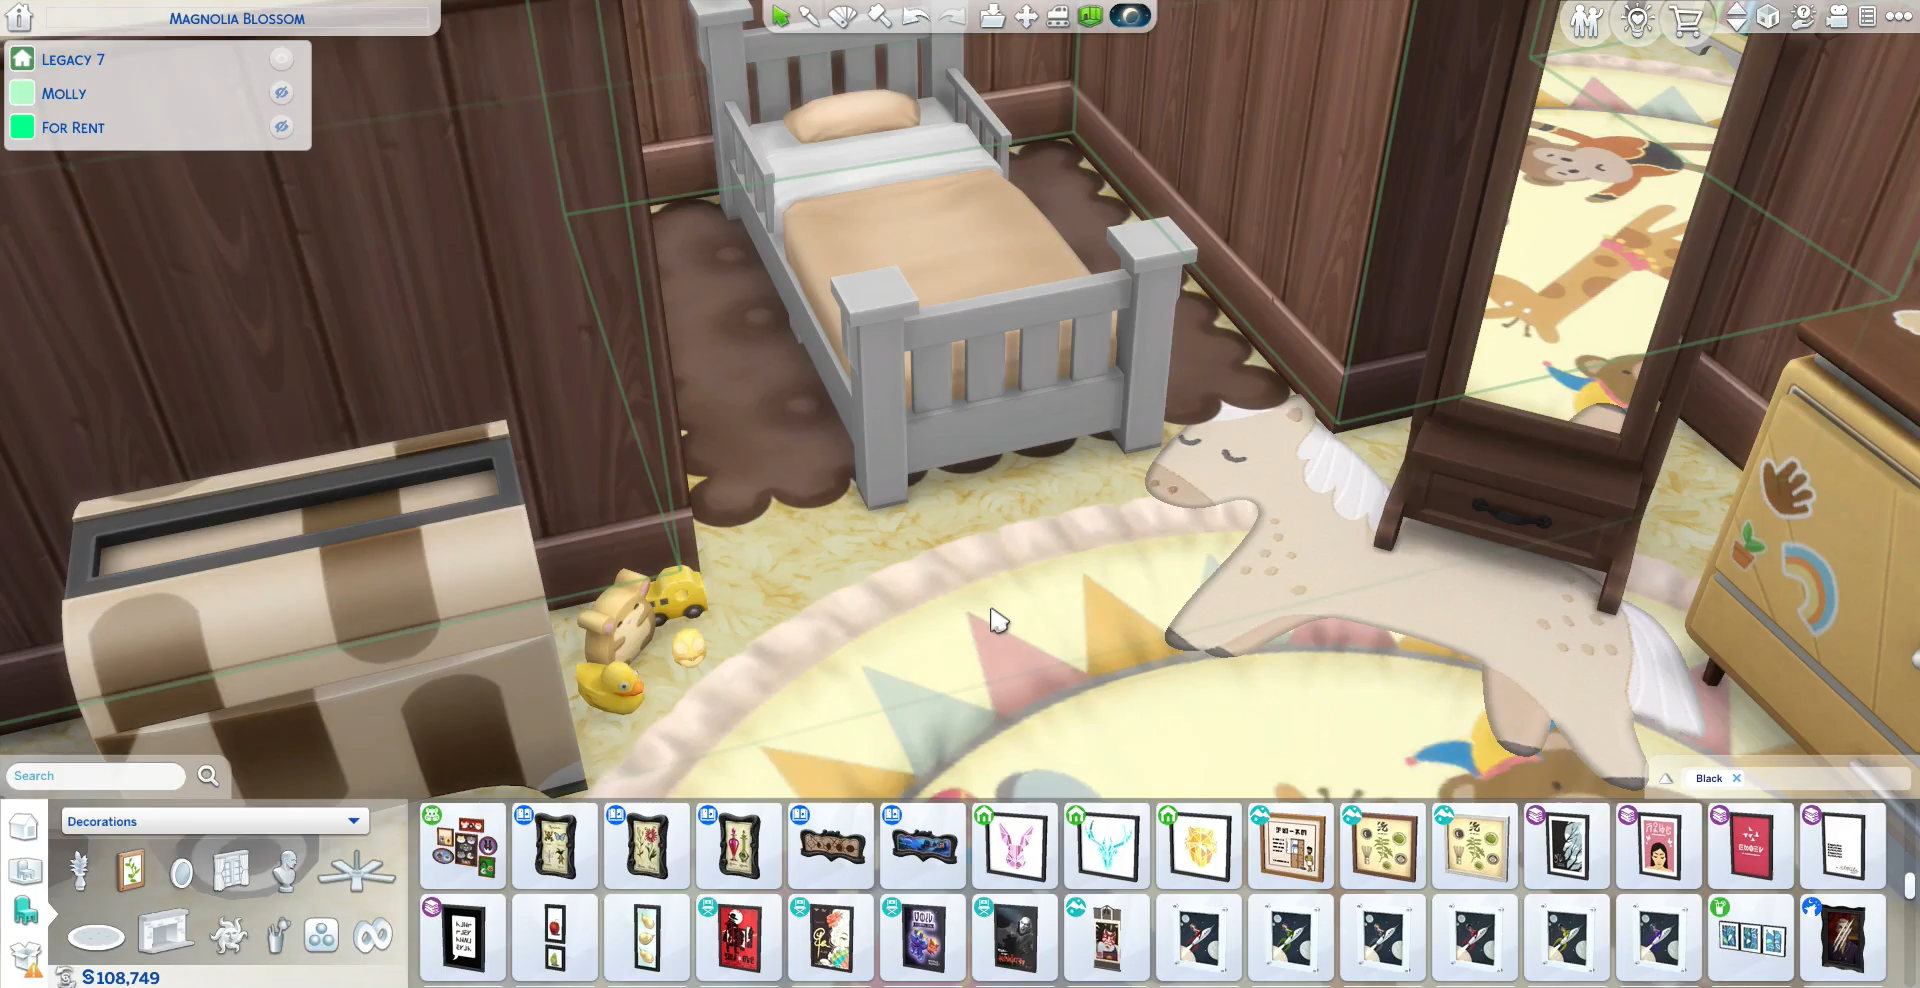 MAGNOLIA BLOSSOM
LEGACY 7
MOLLY
FOR RENT
Search
Black
Decorations
§108,749